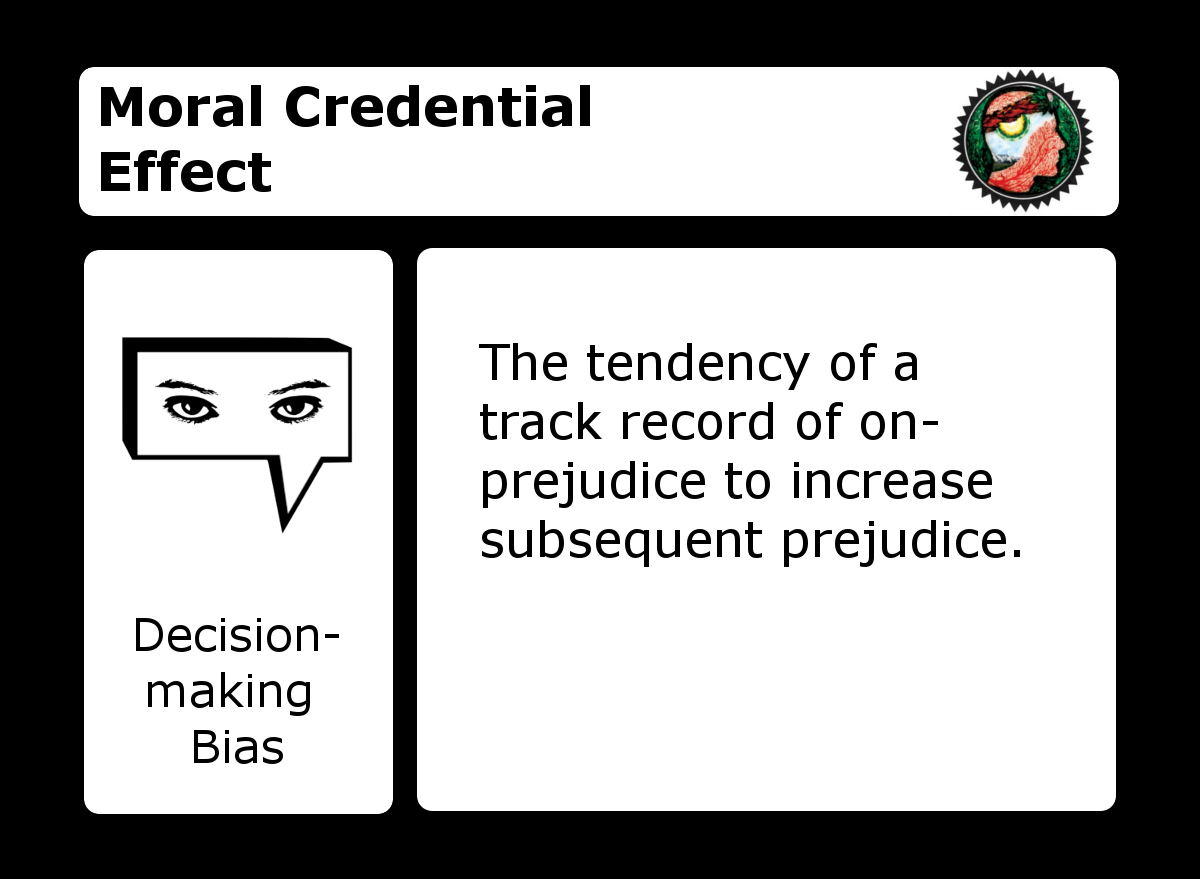 Moral Credential
Effect
The tendency of a
track record of on-
prejudice to increase
subsequent prejudice.
Decision-
making
Bias